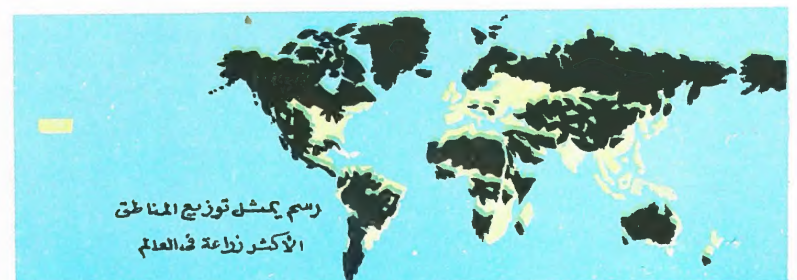 رسم يمثل توزيع المناطق
الأكثر زراعة في العالم